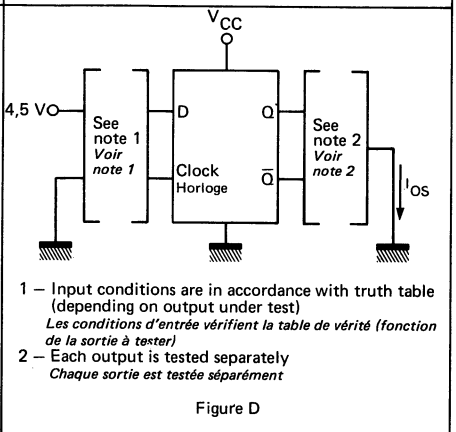 VCC
4,5 V
D
Q
See
note 1
Voir
note 1
See
note 2
Voir
note 2
Clock
Horloge
Q̅
IOS
1 – Input conditions are in accordance with truth table
(depending on output under test)
Les conditions d'entrée vérifient la table de vérité (fonction
de la sortie à tester)
2 – Each output is tested separately
Chaque sortie est testée séparément
Figure D